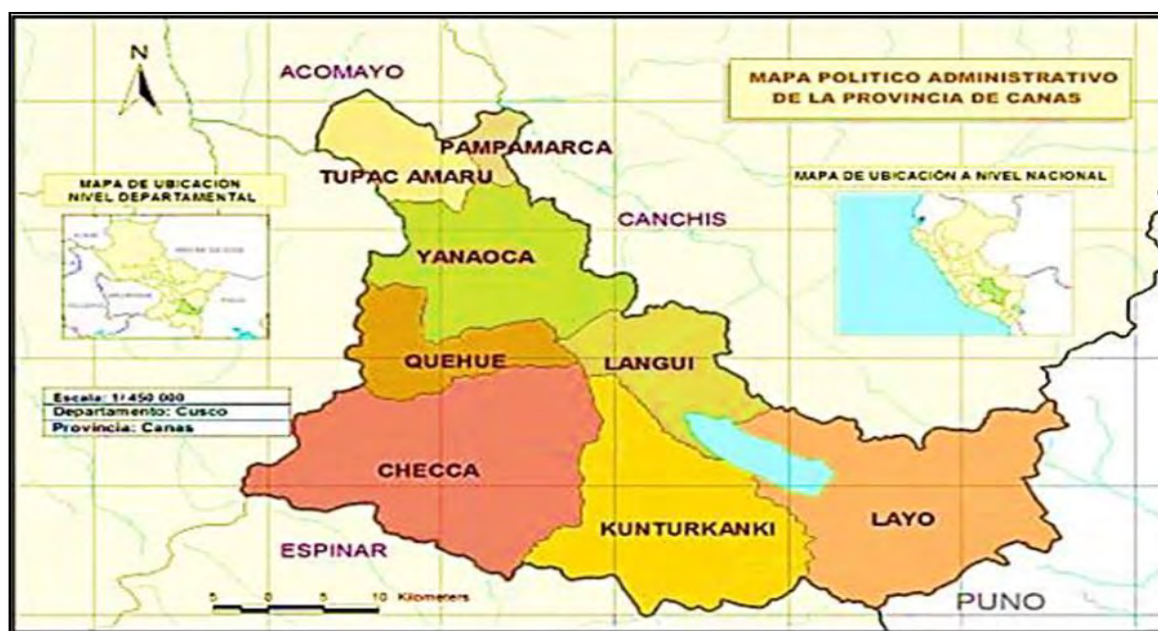 N
ACOMAYO
MAPA POLITICO ADMINISTRATIVO
DE LA PROVINCIA DE CANAS
PAMPAMARCA
TUPAC AMARU
MAPA DE UBICACIÓN
NIVEL DEPARTAMENTAL
MAPA DE UBICACIÓN A NIVEL NACIONAL
CANCHIS
YANAOCA
QUEHUE
LANGUI
Escala: 1/450 000
Departamento: Cusco
Provincia: Canas
CHECCA
KUNTURKANKI
LAYO
ESPINAR
5 0 5 10 Kilometers
PUNO